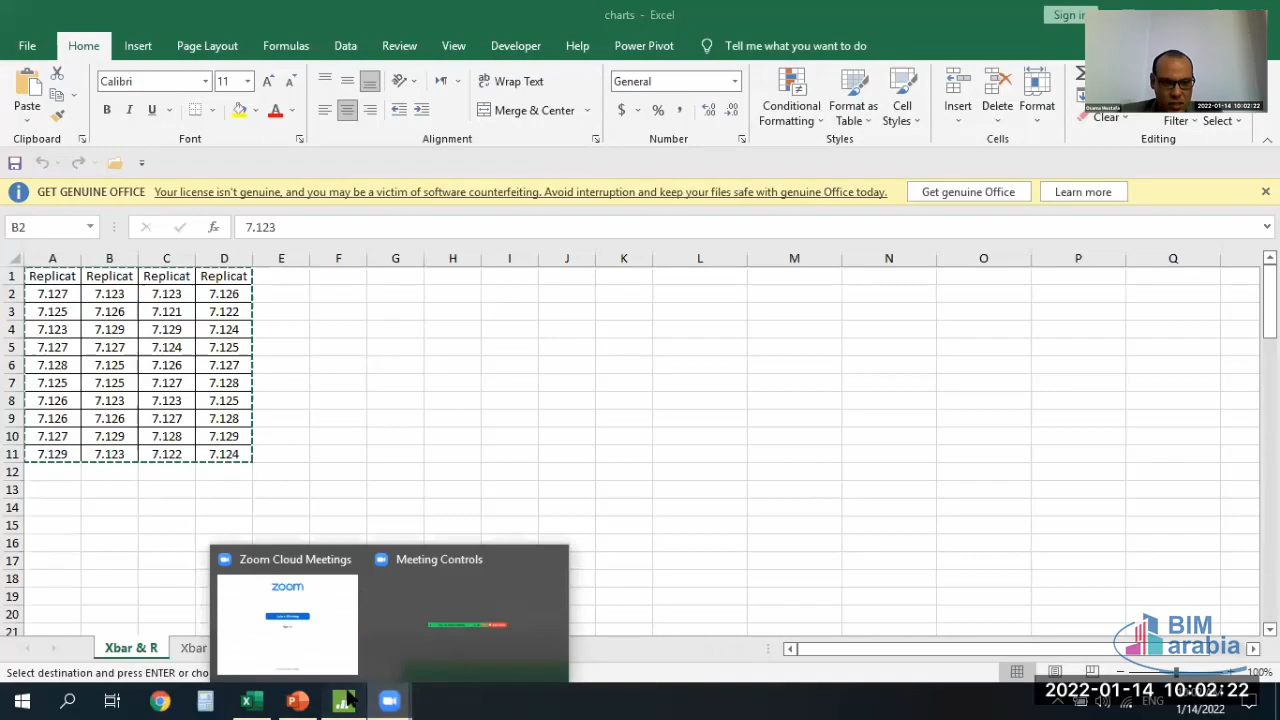 charts - Excel
Sign in
File Home Insert Page Layout Formulas Data Review View Developer Help Power Pivot Tell me what you want to do
Calibri 11 Wrap Text General
Paste Merge & Center Conditional Formatting Format as Table Cell Styles Insert Delete Format Clear Filter Select
Clipboard Font Alignment Number Styles Cells Editing
Osama Mostafa 2022-01-14 10:02:22
GET GENUINE OFFICE Your license isn't genuine, and you may be a victim of software counterfeiting. Avoid interruption and keep your files safe with genuine Office today. Get genuine Office Learn more
B2 fx 7.123
A B C D E F G H I J K L M N O P Q
1 Replicat Replicat Replicat Replicat
2 7.127 7.123 7.123 7.126
3 7.125 7.126 7.121 7.122
4 7.123 7.129 7.129 7.124
5 7.127 7.127 7.124 7.125
6 7.128 7.125 7.126 7.127
7 7.125 7.125 7.127 7.128
8 7.126 7.123 7.123 7.125
9 7.126 7.126 7.127 7.128
10 7.127 7.129 7.128 7.129
11 7.129 7.123 7.122 7.124
12
13
14
15
16
17
18
19
20
21
Zoom Cloud Meetings Meeting Controls
zoom
Xbar & R Xbar
BIM
arabia
Select destination and press ENTER or cho
100%
2022-01-14 10:02:22
ENG
1/14/2022